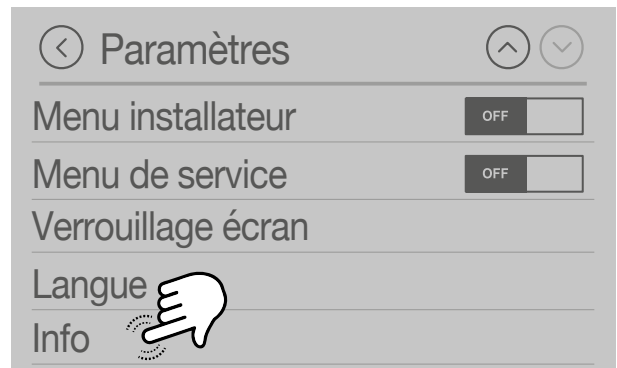 Paramètres
Menu installateur OFF
Menu de service OFF
Verrouillage écran
Langue
Info